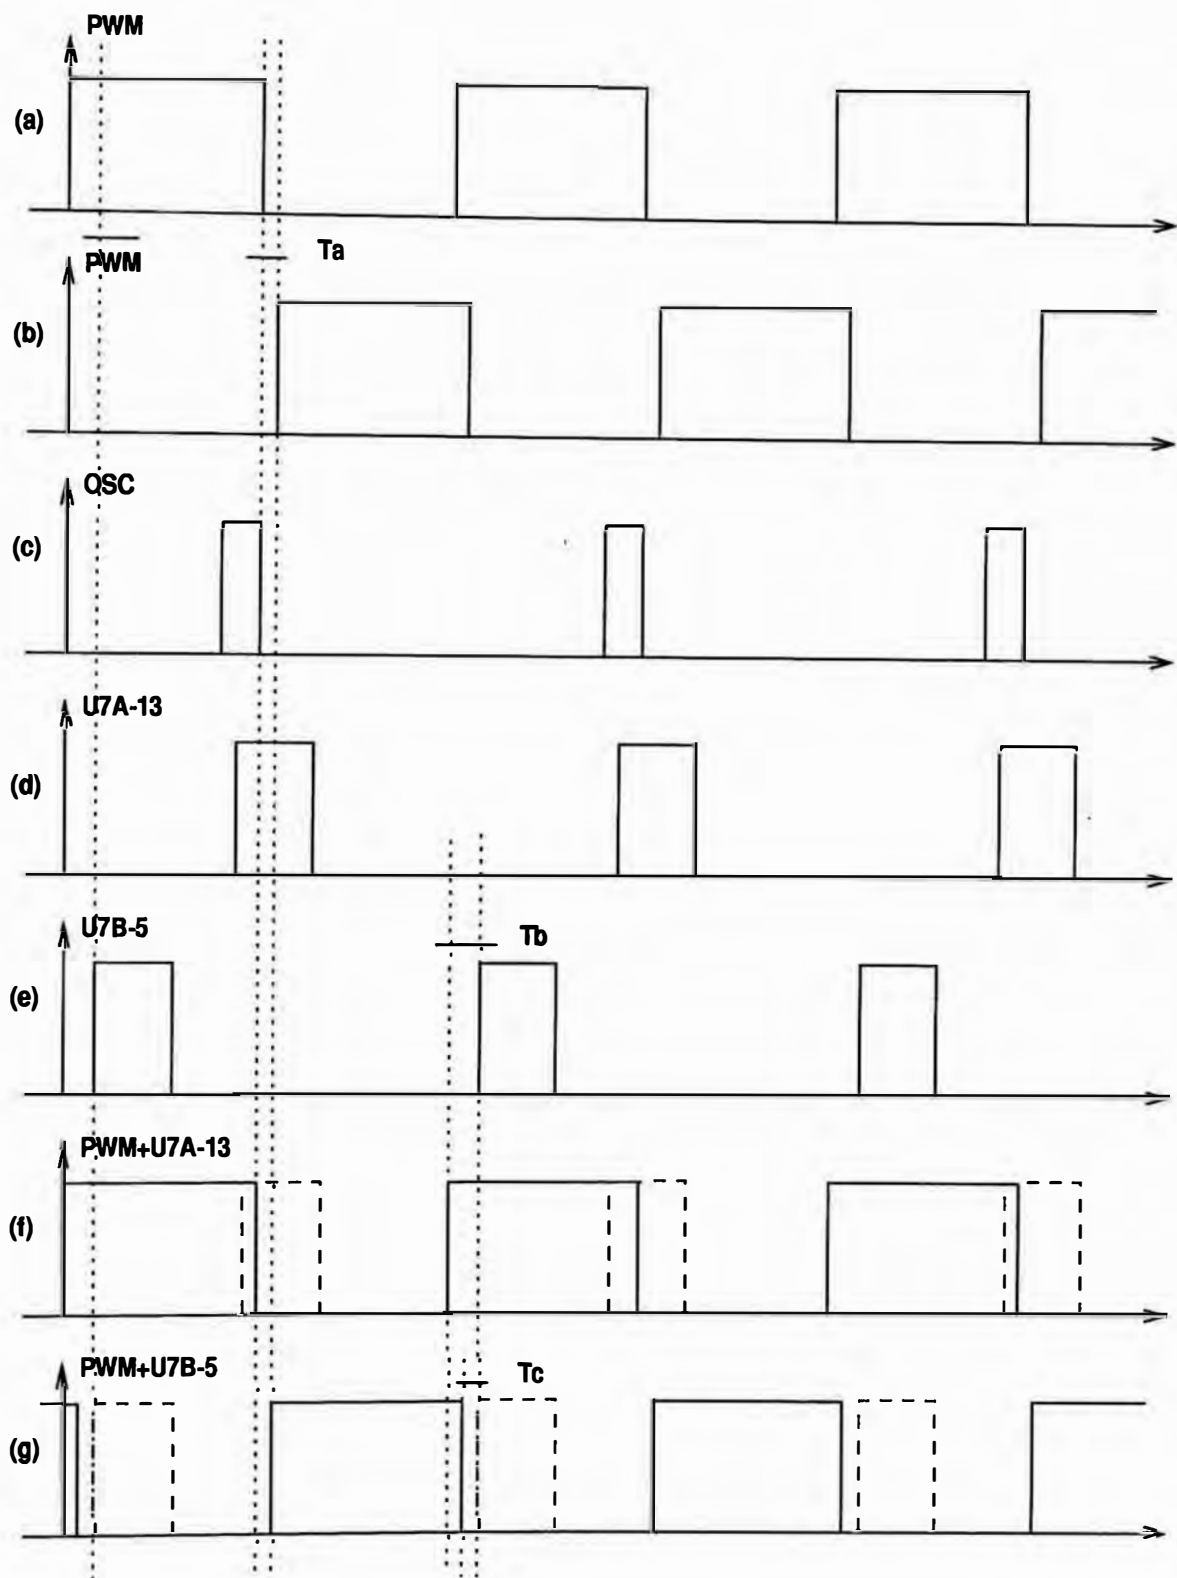 PWM
(a)
Ta
PWM
(b)
OSC
(c)
U7A-13
(d)
U7B-5
Tb
(e)
PWM+U7A-13
(f)
PWM+U7B-5
Tc
(g)